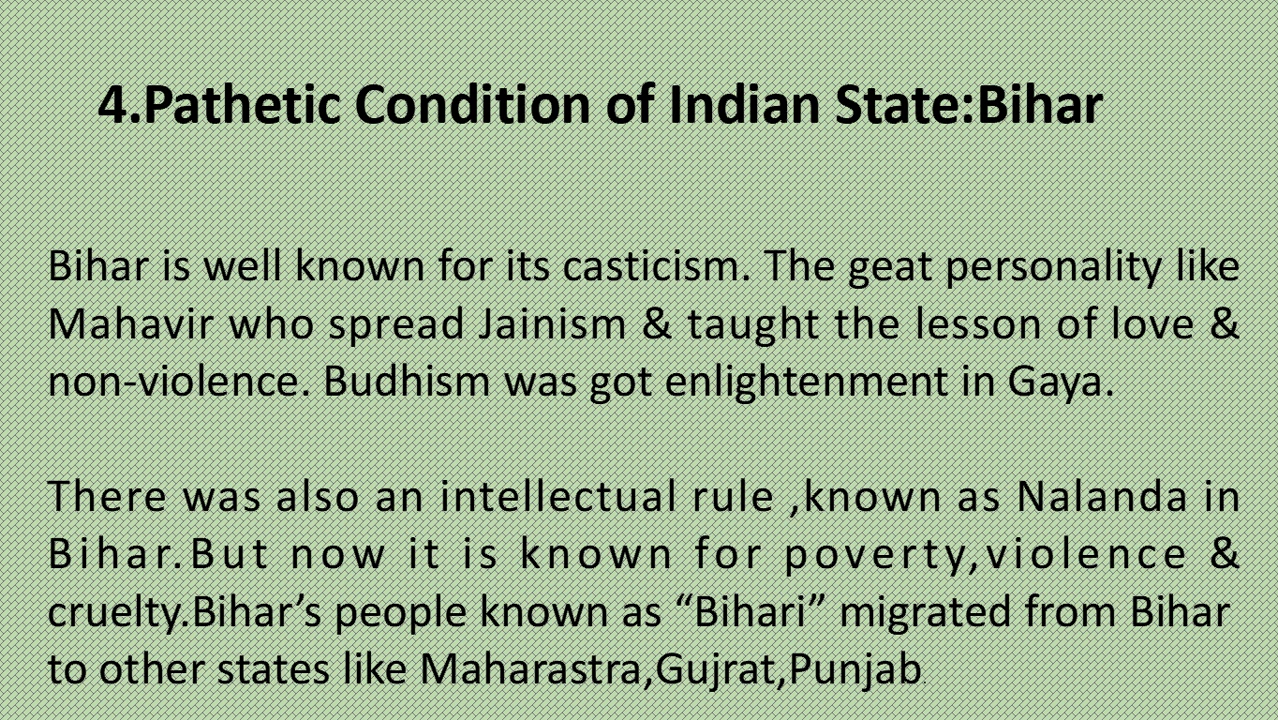 4.Pathetic Condition of Indian State:Bihar
Bihar is well known for its casticism. The geat personality like
Mahavir who spread Jainism & taught the lesson of love &
non-violence. Budhism was got enlightenment in Gaya.
There was also an intellectual rule ,known as Nalanda in
Bihar.But now it is known for poverty,violence &
cruelty.Bihar’s people known as “Bihari” migrated from Bihar
to other states like Maharastra,Gujrat,Punjab.